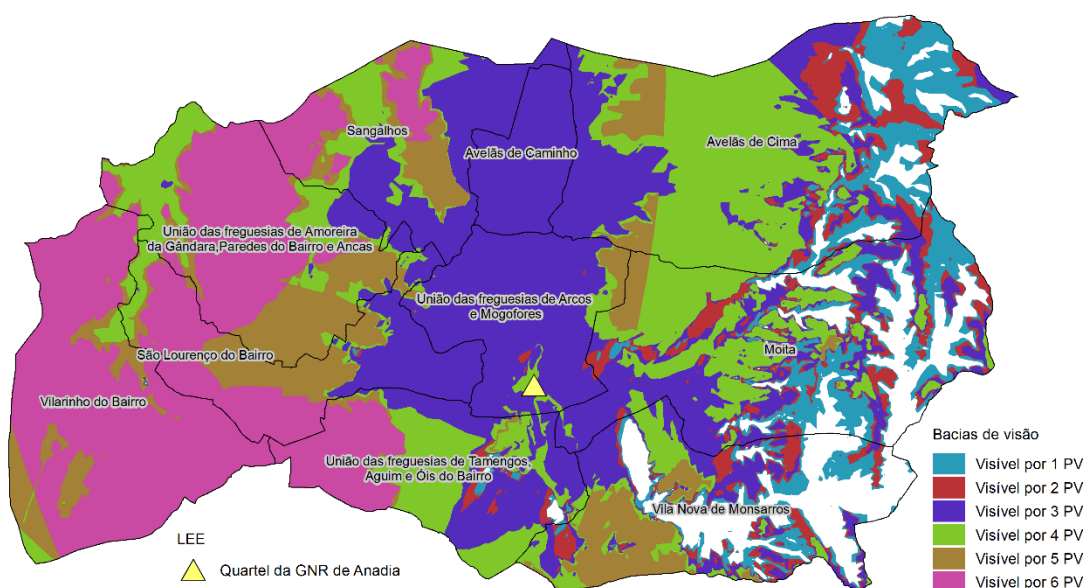 Sangalhos
Avelãs de Caminho
Avelãs de Cima
União das freguesias de Amoreira
da Gândara,Paredes do Bairro e Ancas
União das freguesias de Arcos
e Mogofores
Moita
São Lourenço do Bairro
Vilarinho do Bairro
União das freguesias de Tamengos,
Aguim e Óis do Bairro
Vila Nova de Monsarros
LEE
Quartel da GNR de Anadia
Bacias de visão
Visível por 1 PV
Visível por 2 PV
Visível por 3 PV
Visível por 4 PV
Visível por 5 PV
Visível por 6 PV